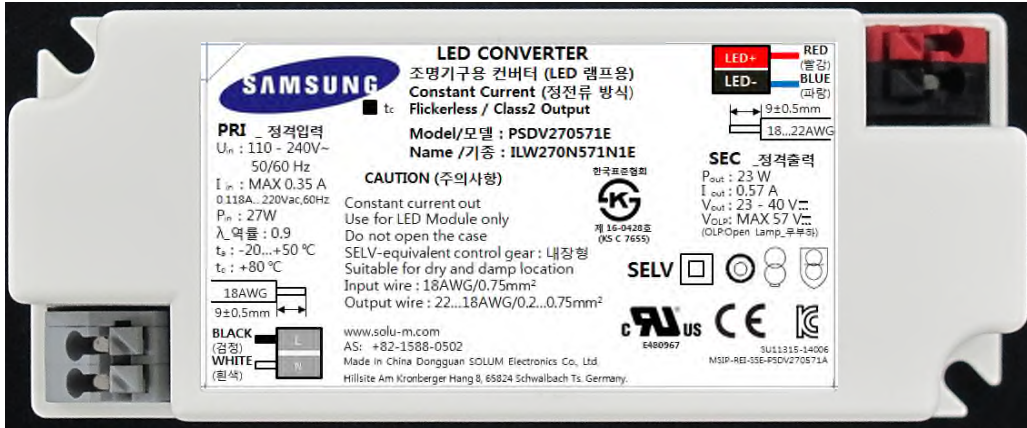 SAMSUNG
LED CONVERTER
조명기구용 컨버터 (LED 램프용)
Constant Current (정전류 방식)
tc Flickerless / Class2 Output
Model/모델 : PSDV270571E
Name /기종 : ILW270N571N1E
LED+
LED-
RED
(빨강)
BLUE
(파랑)
9±0.5mm
18...22AWG
PRI _ 정격입력
Uin : 110 - 240V~
50/60 Hz
I in : MAX 0.35 A
0.118A... 220Vac,60Hz
Pin : 27W
λ_역률 : 0.9
ta : -20...+50 ℃
tc : +80 ℃
18AWG
9±0.5mm
BLACK
(검정)
WHITE
(흰색)
L
N
CAUTION (주의사항)
Constant current out
Use for LED Module only
Do not open the case
SELV-equivalent control gear : 내장형
Suitable for dry and damp location
Input wire : 18AWG/0.75mm²
Output wire : 22...18AWG/0.2...0.75mm²
한국표준협회
제 16-0428호
(KS C 7655)
SEC _정격출력
Pout : 23 W
I out : 0.57 A
Vout : 23 - 40 V
VOLP: MAX 57 V
(OLP:Open Lamp_무부하)
SELV
c RU US
E480967
CE
SU11315-14006
MSIP-REI-S5E-PSDV270571A
www.solu-m.com
AS: +82-1588-0502
Made in China Dongguan SOLUM Electronics Co., Ltd.
Hillsite Am Kronberger Hang 8, 65824 Schwalbach Ts. Germany.